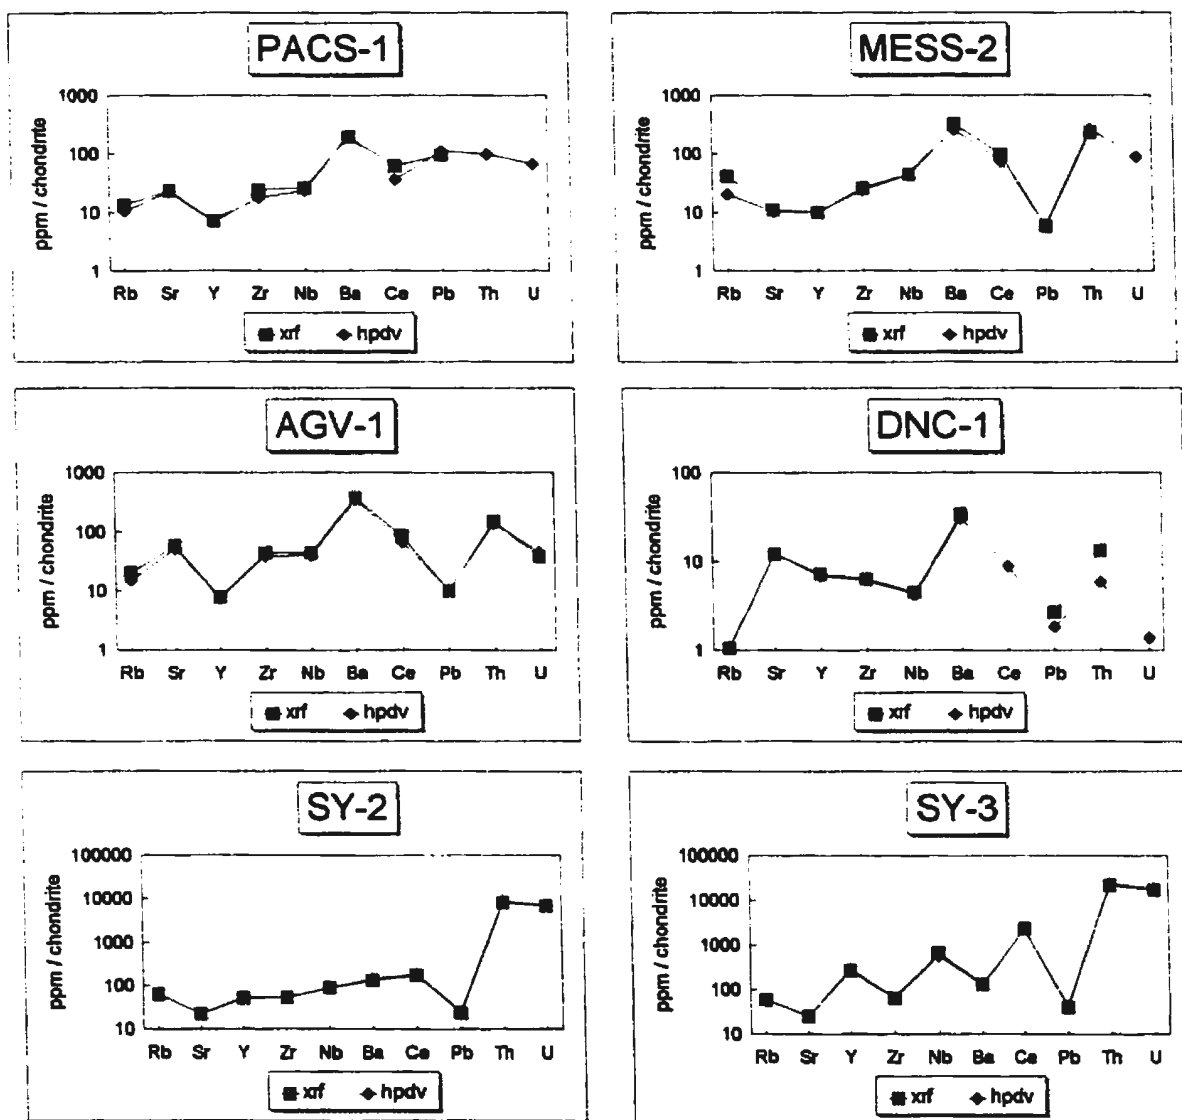 PACS-1
ppm / chondrite
1000
100
10
1
Rb Sr Y Zr Nb Ba Ce Pb Th U
xrf hpdv
MESS-2
ppm / chondrite
1000
100
10
1
Rb Sr Y Zr Nb Ba Ce Pb Th U
xrf hpdv
AGV-1
ppm / chondrite
1000
100
10
1
Rb Sr Y Zr Nb Ba Ce Pb Th U
xrf hpdv
DNC-1
ppm / chondrite
100
10
1
Rb Sr Y Zr Nb Ba Ce Pb Th U
xrf hpdv
SY-2
ppm / chondrite
100000
10000
1000
100
10
Rb Sr Y Zr Nb Ba Ce Pb Th U
xrf hpdv
SY-3
ppm / chondrite
100000
10000
1000
100
10
Rb Sr Y Zr Nb Ba Ce Pb Th U
xrf hpdv